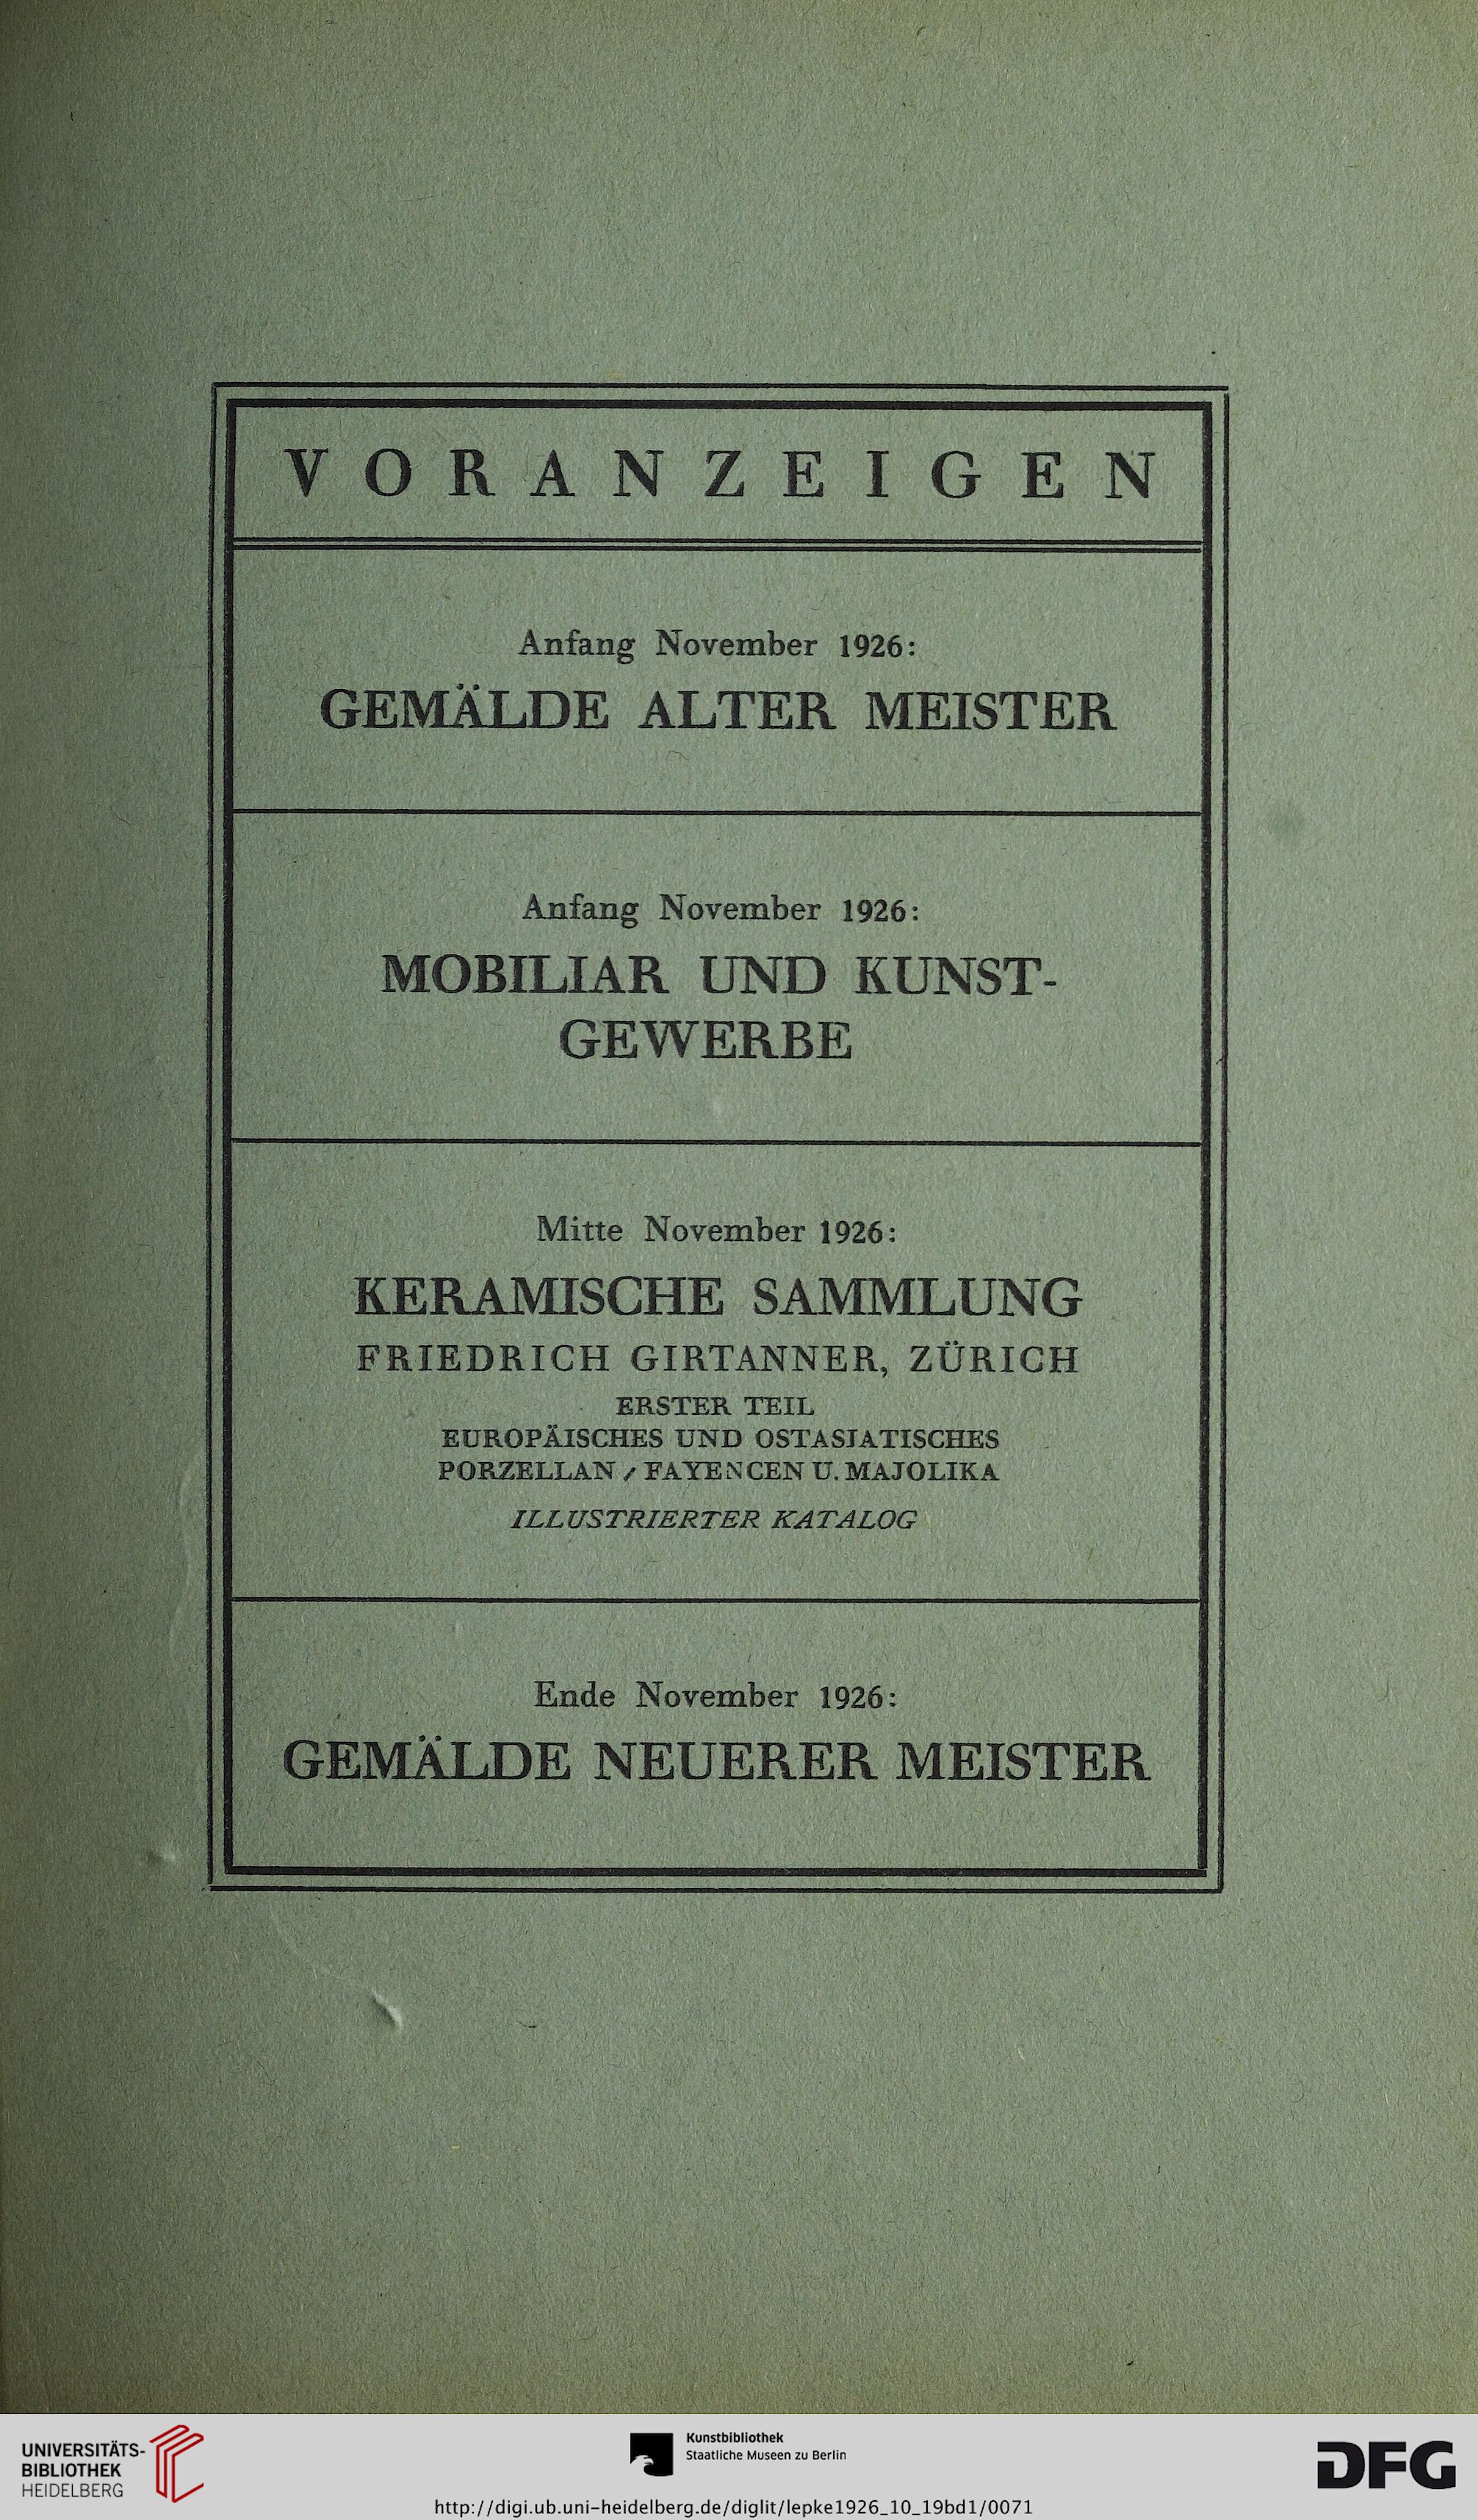 VORANZEIGEN
Anfang November 1926:
GEMÄLDE ALTER MEISTER
Anfang November 1926:
MOBILIAR UND KUNST-
GEWERBE
Mitte November 1926:
KERAMISCHE SAMMLUNG
FRIEDRICH GIRTANNER, ZÜRICH
ERSTER TEIL
EUROPÄISCHES UND OSTASIATISCHES
PORZELLAN / FAYENCEN U. MAJOLIKA
ILLUSTRIERTER KATALOG
Ende November 1926:
GEMÄLDE NEUERER MEISTER
UNIVERSITÄTS-
BIBLIOTHEK
HEIDELBERG
Kunstbibliothek
Staatliche Museen zu Berlin
DFG
http://digi.ub.uni-heidelberg.de/diglit/lepke1926_10_19bd1/0071